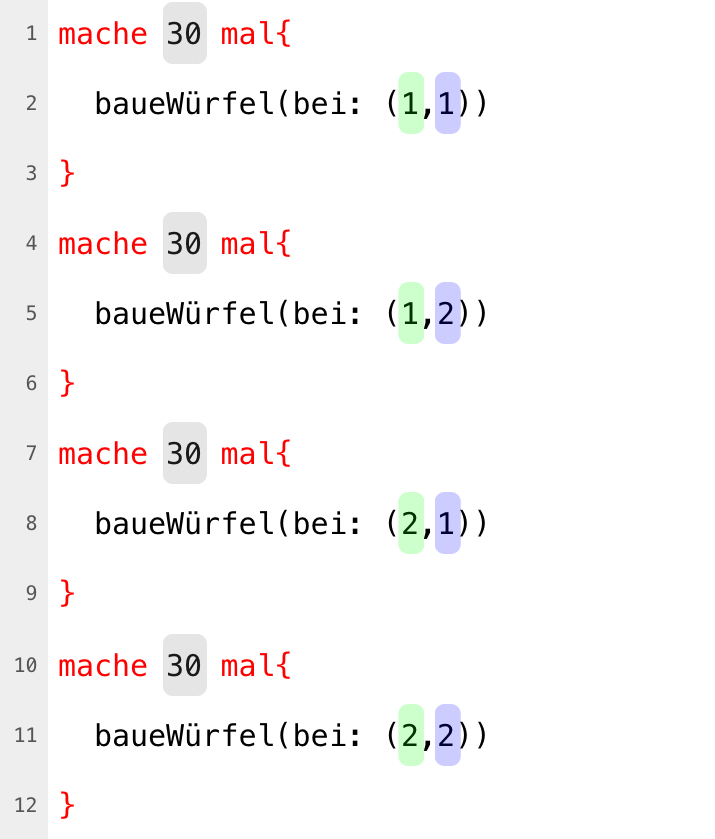 1 mache 30 mal{
2 baueWürfel(bei: (1,1))
3 }
4 mache 30 mal{
5 baueWürfel(bei: (1,2))
6 }
7 mache 30 mal{
8 baueWürfel(bei: (2,1))
9 }
10 mache 30 mal{
11 baueWürfel(bei: (2,2))
12 }